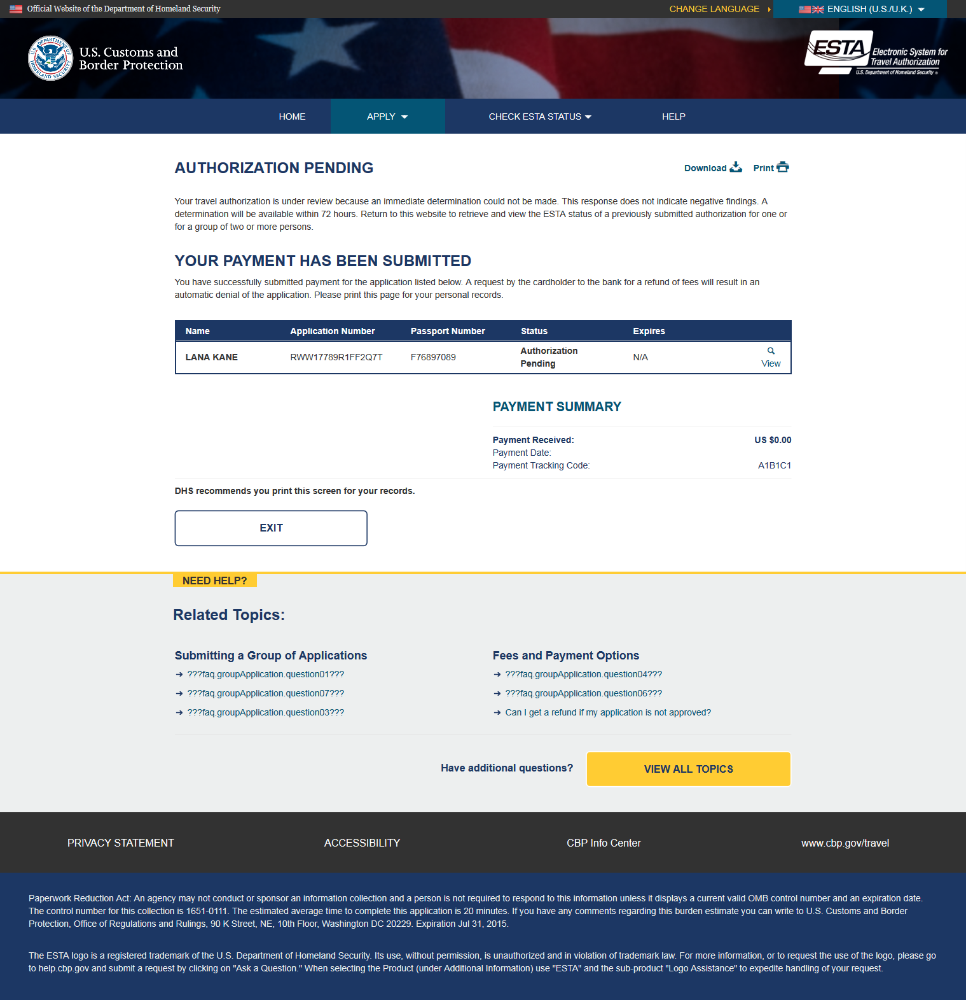 Official Website of the Department of Homeland Security
CHANGE LANGUAGE
ENGLISH (U.S./U.K.)
U.S. Customs and
Border Protection
ESTA
Electronic System for
Travel Authorization
U.S. Department of Homeland Security
HOME
APPLY
CHECK ESTA STATUS
HELP
AUTHORIZATION PENDING
Download
Print
Your travel authorization is under review because an immediate determination could not be made. This response does not indicate negative findings. A
determination will be available within 72 hours. Return to this website to retrieve and view the ESTA status of a previously submitted authorization for one or
for a group of two or more persons.
YOUR PAYMENT HAS BEEN SUBMITTED
You have successfully submitted payment for the application listed below. A request by the cardholder to the bank for a refund of fees will result in an
automatic denial of the application. Please print this page for your personal records.
Name Application Number Passport Number Status Expires
LANA KANE RWW17789R1FF2Q7T F76897089 Authorization Pending N/A View
PAYMENT SUMMARY
Payment Received: US $0.00
Payment Date:
Payment Tracking Code: A1B1C1
DHS recommends you print this screen for your records.
EXIT
NEED HELP?
Related Topics:
Submitting a Group of Applications
➔ ???faq.groupApplication.question01???
➔ ???faq.groupApplication.question07???
➔ ???faq.groupApplication.question03???
Fees and Payment Options
➔ ???faq.groupApplication.question04???
➔ ???faq.groupApplication.question06???
➔ Can I get a refund if my application is not approved?
Have additional questions?
VIEW ALL TOPICS
PRIVACY STATEMENT
ACCESSIBILITY
CBP Info Center
www.cbp.gov/travel
Paperwork Reduction Act: An agency may not conduct or sponsor an information collection and a person is not required to respond to this information unless it displays a current valid OMB control number and an expiration date.
The control number for this collection is 1651-0111. The estimated average time to complete this application is 20 minutes. If you have any comments regarding this burden estimate you can write to U.S. Customs and Border
Protection, Office of Regulations and Rulings, 90 K Street, NE, 10th Floor, Washington DC 20229. Expiration Jul 31, 2015.
The ESTA logo is a registered trademark of the U.S. Department of Homeland Security. Its use, without permission, is unauthorized and in violation of trademark law. For more information, or to request the use of the logo, please go
to help.cbp.gov and submit a request by clicking on "Ask a Question." When selecting the Product (under Additional Information) use "ESTA" and the sub-product "Logo Assistance" to expedite handling of your request.